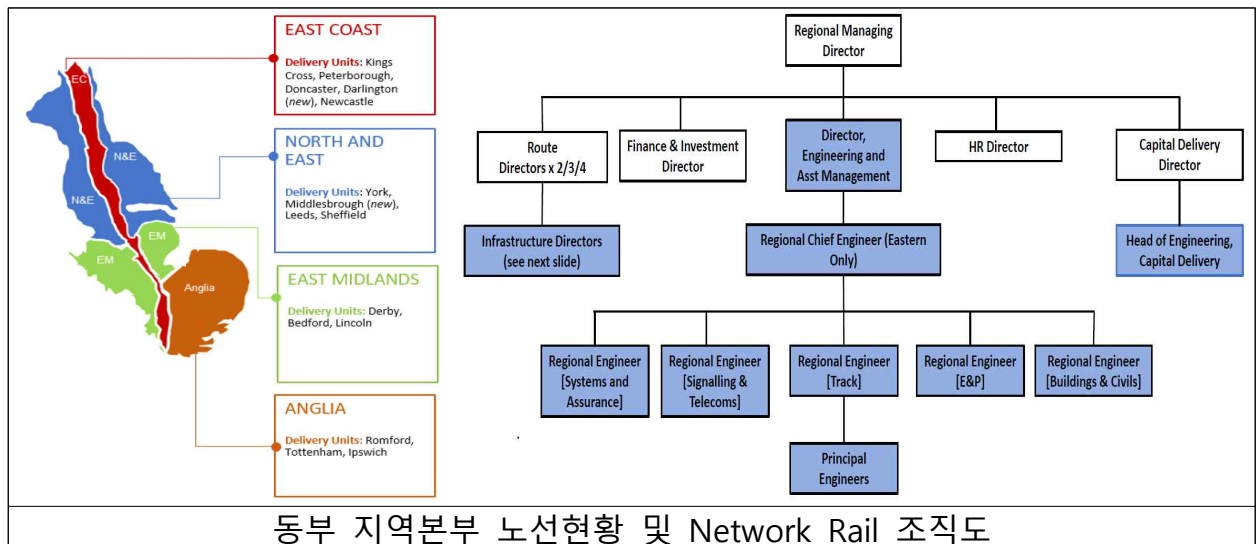 EAST COAST
Delivery Units: Kings
Cross, Peterborough,
Doncaster, Darlington
(new), Newcastle
NORTH AND
EAST
Delivery Units: York,
Middlesbrough (new),
Leeds, Sheffield
EAST MIDLANDS
Delivery Units: Derby,
Bedford, Lincoln
ANGLIA
Delivery Units: Romford,
Tottenham, Ipswich
EC
N&E
N&E
EM
EM
Anglia
Regional Managing
Director
Route
Directors x 2/3/4
Finance & Investment
Director
Director,
Engineering and
Asst Management
HR Director
Capital Delivery
Director
Infrastructure Directors
(see next slide)
Regional Chief Engineer (Eastern
Only)
Head of Engineering,
Capital Delivery
Regional Engineer
[Systems and
Assurance]
Regional Engineer
[Signalling &
Telecoms]
Regional Engineer
[Track]
Regional Engineer
[E&P]
Regional Engineer
[Buildings & Civils]
Principal
Engineers
동부 지역본부 노선현황 및 Network Rail 조직도